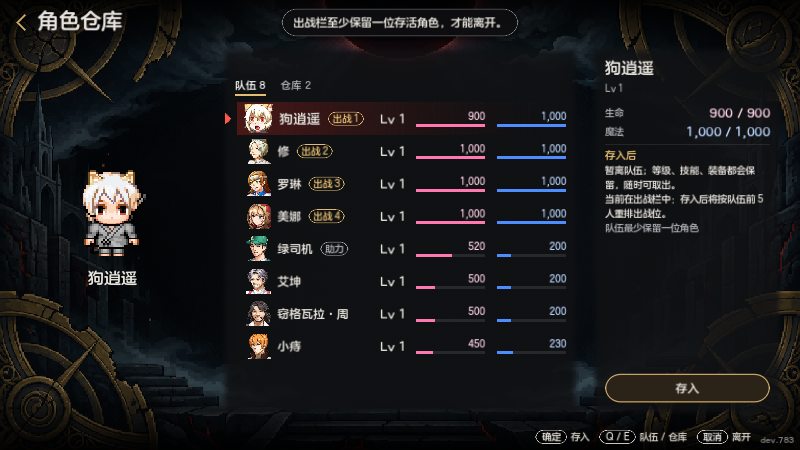 角色仓库
出战栏至少保留一位存活角色，才能离开。
队伍 8 仓库 2
狗逍遥 出战 1 Lv 1 900 1,000
修 出战 2 Lv 1 1,000 1,000
罗琳 出战 3 Lv 1 1,000 1,000
美娜 出战 4 Lv 1 1,000 1,000
绿司机 助力 Lv 1 520 200
艾坤 Lv 1 500 200
窃格瓦拉·周 Lv 1 500 200
小痔 Lv 1 450 230
狗逍遥
狗逍遥
Lv 1
生命 900 / 900
魔法 1,000 / 1,000
存入后
暂离队伍；等级、技能、装备都会保
留，随时可取出。
当前在出战栏中；存入后将按队伍前 5
人重排出战位。
队伍最少保留一位角色
存入
确定 存入 Q / E 队伍 / 仓库 取消 离开 dev.783